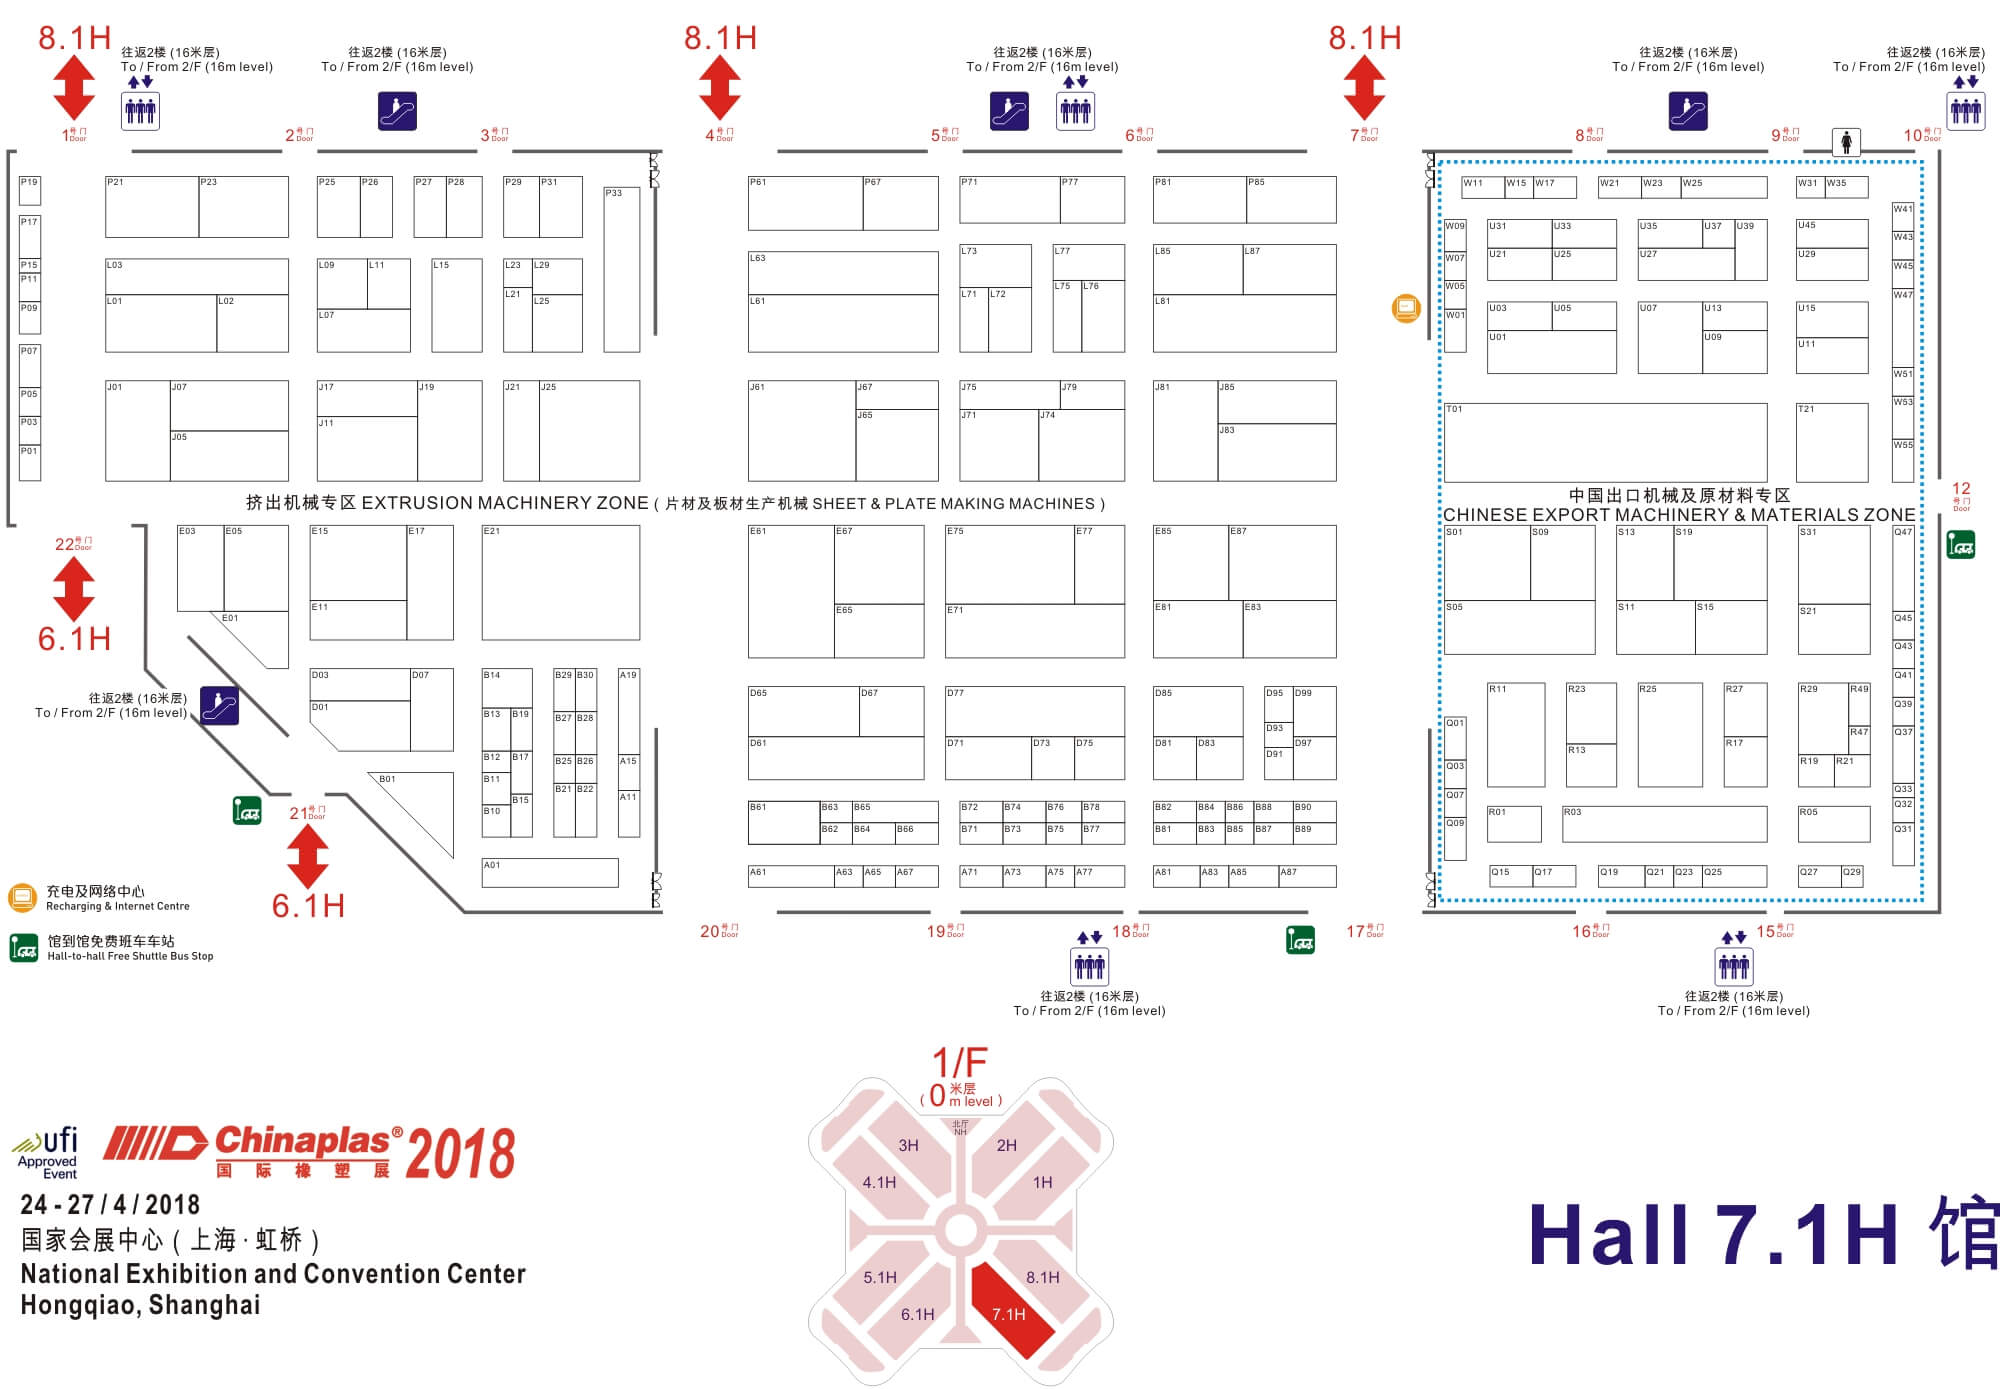 8.1H
往返2楼 (16米层)
To / From 2/F (16m level)
往返2楼 (16米层)
To / From 2/F (16m level)
8.1H
往返2楼 (16米层)
To / From 2/F (16m level)
8.1H
往返2楼 (16米层)
To / From 2/F (16m level)
往返2楼 (16米层)
To / From 2/F (16m level)
1号门 Door
2号门 Door
3号门 Door
4号门 Door
5号门 Door
6号门 Door
7号门 Door
8号门 Door
9号门 Door
10号门 Door
P19
P17
P15
P11
P09
P07
P05
P03
P01
P21 P23
P25 P26
P27 P28
P29 P31
P33
L03
L01 L02
L09 L11
L07
L15
L23 L29
L21 L25
J01 J07
J05
J17 J19
J11
J21 J25
P61 P67
P71 P77
P81 P85
L63
L61
L73
L71 L72
L77
L75 L76
L85 L87
L81
J61 J67
J65
J75 J79
J71 J74
J81 J85
J83
W11 W15 W17
W21 W23 W25
W31 W35
W09
W07
W05
W01
U31 U33
U21 U25
U35 U37 U39
U27
U45
U29
U03 U05
U01
U07 U13
U09
U15
U11
W41
W43
W45
W47
W51
W53
W55
T01
T21
挤出机械专区 EXTRUSION MACHINERY ZONE ( 片材及板材生产机械 SHEET & PLATE MAKING MACHINES )
中国出口机械及原材料专区
CHINESE EXPORT MACHINERY & MATERIALS ZONE
12号门 Door
22号门 Door
6.1H
E03 E05
E01
E15 E17
E11
E21
往返2楼 (16米层)
To / From 2/F (16m level)
D03 D07
D01
B01
B14
B13 B19
B12 B17
B11
B15
B10
B29 B30
B27 B28
B25 B26
B21 B22
A19
A15
A11
A01
21号门 Door
6.1H
E61 E67
E65
E75 E77
E71
E85 E87
E81 E83
D65 D67
D61
D77
D71 D73 D75
D85
D81 D83
D95 D99
D93
D91 D97
B61 B63 B65
B62 B64 B66
B72 B74 B76 B78
B71 B73 B75 B77
B82 B84 B86 B88 B90
B81 B83 B85 B87 B89
A61 A63 A65 A67
A71 A73 A75 A77
A81 A83 A85 A87
S01 S09
S05
S13 S19
S11 S15
S31
S21
Q47
Q45
Q43
Q41
Q39
Q37
Q33
Q32
Q31
R11
R23
R13
R25
R27
R17
R29 R49
R47
R19 R21
Q01
Q03
Q07
Q09
R01
R03
R05
Q15 Q17
Q19 Q21 Q23 Q25
Q27 Q29
充电及网络中心
Recharging & Internet Centre
馆到馆免费班车车站
Hall-to-hall Free Shuttle Bus Stop
20号门 Door
19号门 Door
18号门 Door
17号门 Door
16号门 Door
15号门 Door
往返2楼 (16米层)
To / From 2/F (16m level)
往返2楼 (16米层)
To / From 2/F (16m level)
1/F
( 0 米层 m level )
北厅
NH
3H
2H
4.1H
1H
5.1H
8.1H
6.1H
7.1H
ufi
Approved
Event
Chinaplas® 2018
国际橡塑展
24 - 27 / 4 / 2018
国家会展中心 ( 上海 · 虹桥 )
National Exhibition and Convention Center
Hongqiao, Shanghai
Hall 7.1H 馆